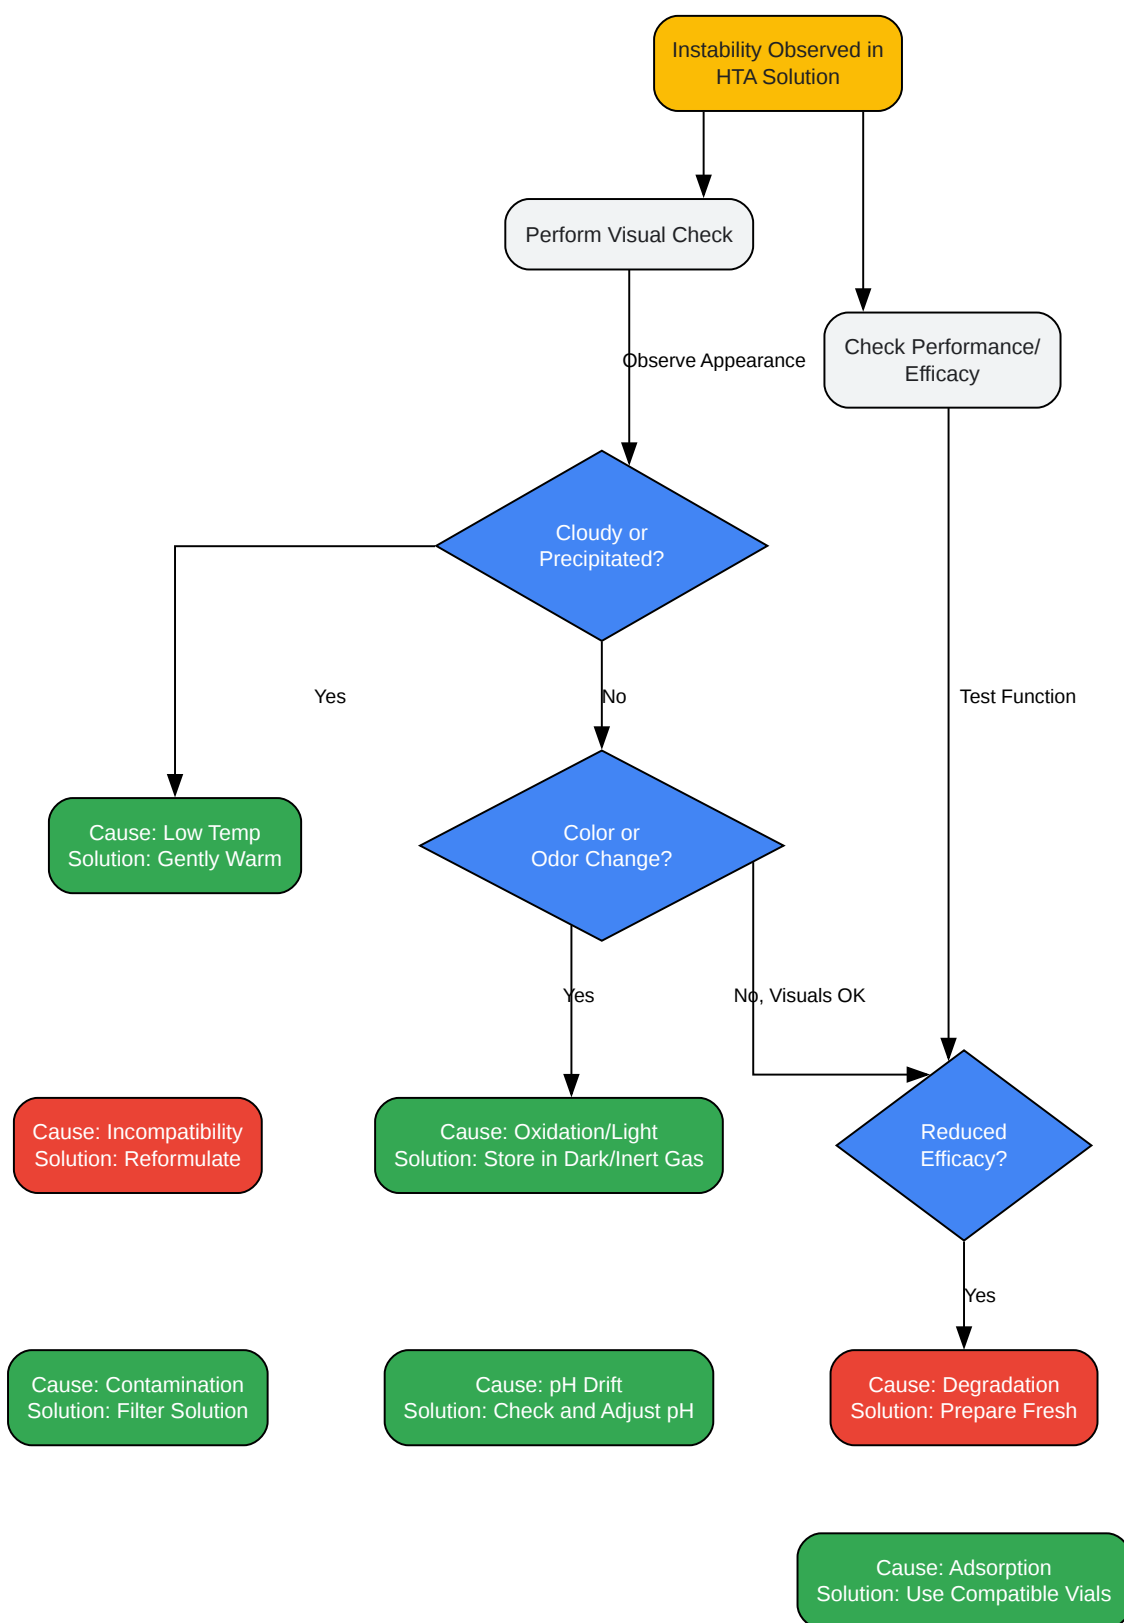 Instability Observed in
HTA Solution
Perform Visual Check
Check Performance/
Efficacy
Observe Appearance
Cloudy or
Precipitated?
Yes
No
Test Function
Cause: Low Temp
Solution: Gently Warm
Color or
Odor Change?
Yes
No, Visuals OK
Cause: Incompatibility
Solution: Reformulate
Cause: Oxidation/Light
Solution: Store in Dark/Inert Gas
Reduced
Efficacy?
Yes
Cause: Contamination
Solution: Filter Solution
Cause: pH Drift
Solution: Check and Adjust pH
Cause: Degradation
Solution: Prepare Fresh
Cause: Adsorption
Solution: Use Compatible Vials